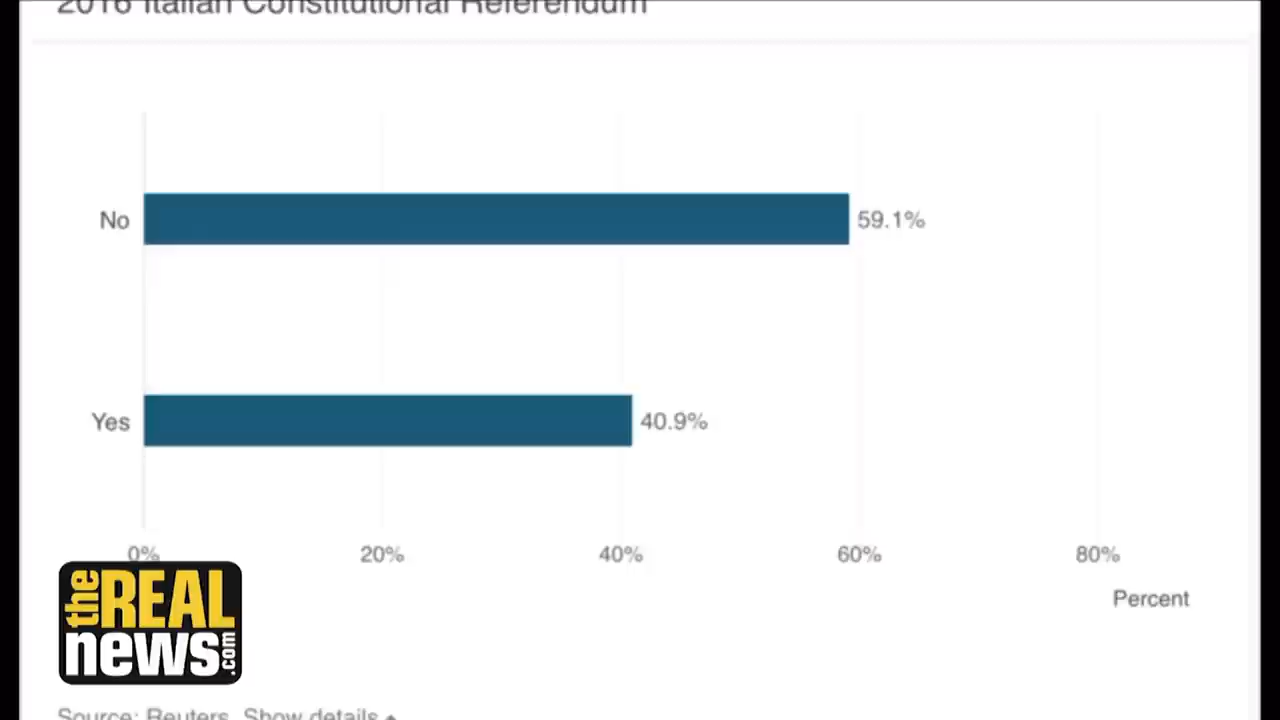 2016 Italian Constitutional Referendum
No 59.1%
Yes 40.9%
0% 20% 40% 60% 80%
Percent
the REAL news.com
Source: Reuters Show details